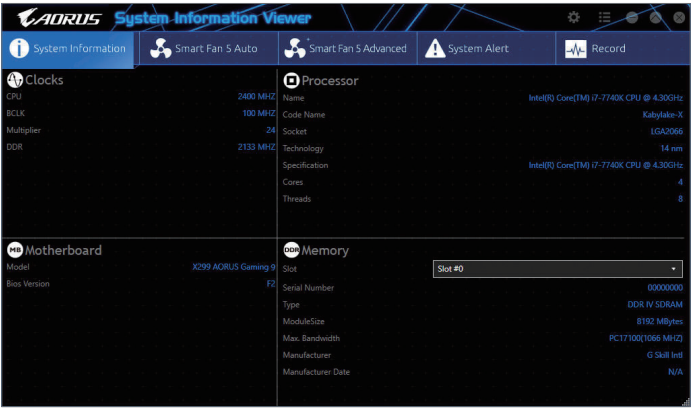 AORUS System Information Viewer
System Information
Smart Fan 5 Auto
Smart Fan 5 Advanced
System Alert
Record
Clocks
CPU 2400 MHZ
BCLK 100 MHZ
Multiplier 24
DDR 2133 MHZ
Processor
Name Intel(R) Core(TM) i7-7740K CPU @ 4.30GHz
Code Name Kabylake-X
Socket LGA2066
Technology 14 nm
Specification Intel(R) Core(TM) i7-7740K CPU @ 4.30GHz
Cores 4
Threads 8
MB Motherboard
Model X299 AORUS Gaming 9
Bios Version F2
DDR Memory
Slot Slot #0
Serial Number 00000000
Type DDR IV SDRAM
ModuleSize 8192 MBytes
Max. Bandwidth PC17100(1066 MHZ)
Manufacturer G Skill Intl
Manufacturer Date N/A